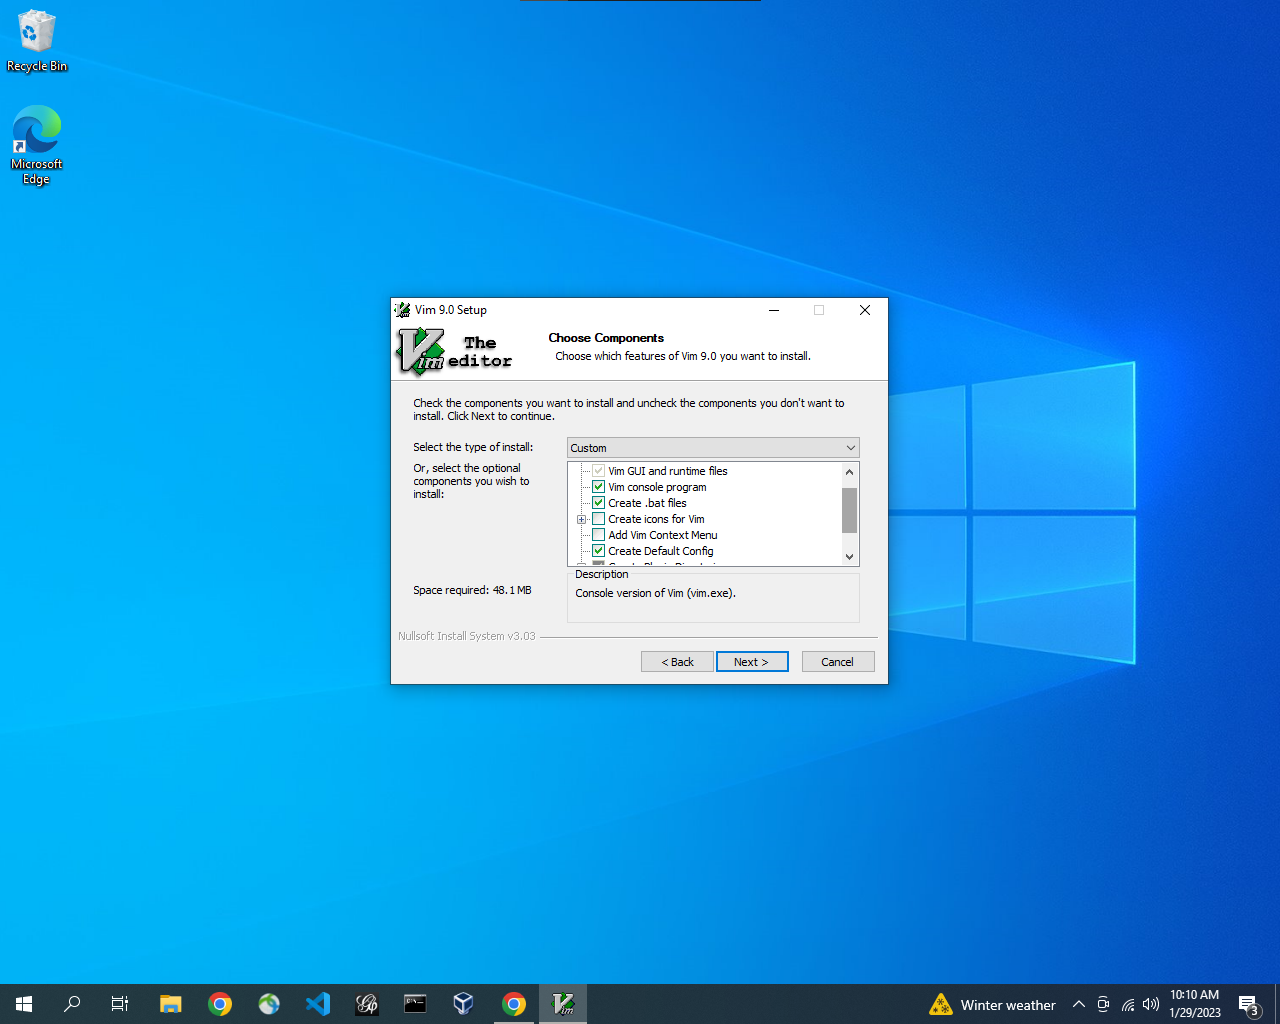 Recycle Bin
Microsoft
Edge
Vim 9.0 Setup
Vim The
editor
Choose Components
Choose which features of Vim 9.0 you want to install.
Check the components you want to install and uncheck the components you don't want to
install. Click Next to continue.
Select the type of install:
Custom
Or, select the optional
components you wish to
install:
Vim GUI and runtime files
Vim console program
Create .bat files
Create icons for Vim
Add Vim Context Menu
Create Default Config
Space required: 48.1 MB
Description
Console version of Vim (vim.exe).
Nullsoft Install System v3.03
< Back
Next >
Cancel
Winter weather
10:10 AM
1/29/2023
3